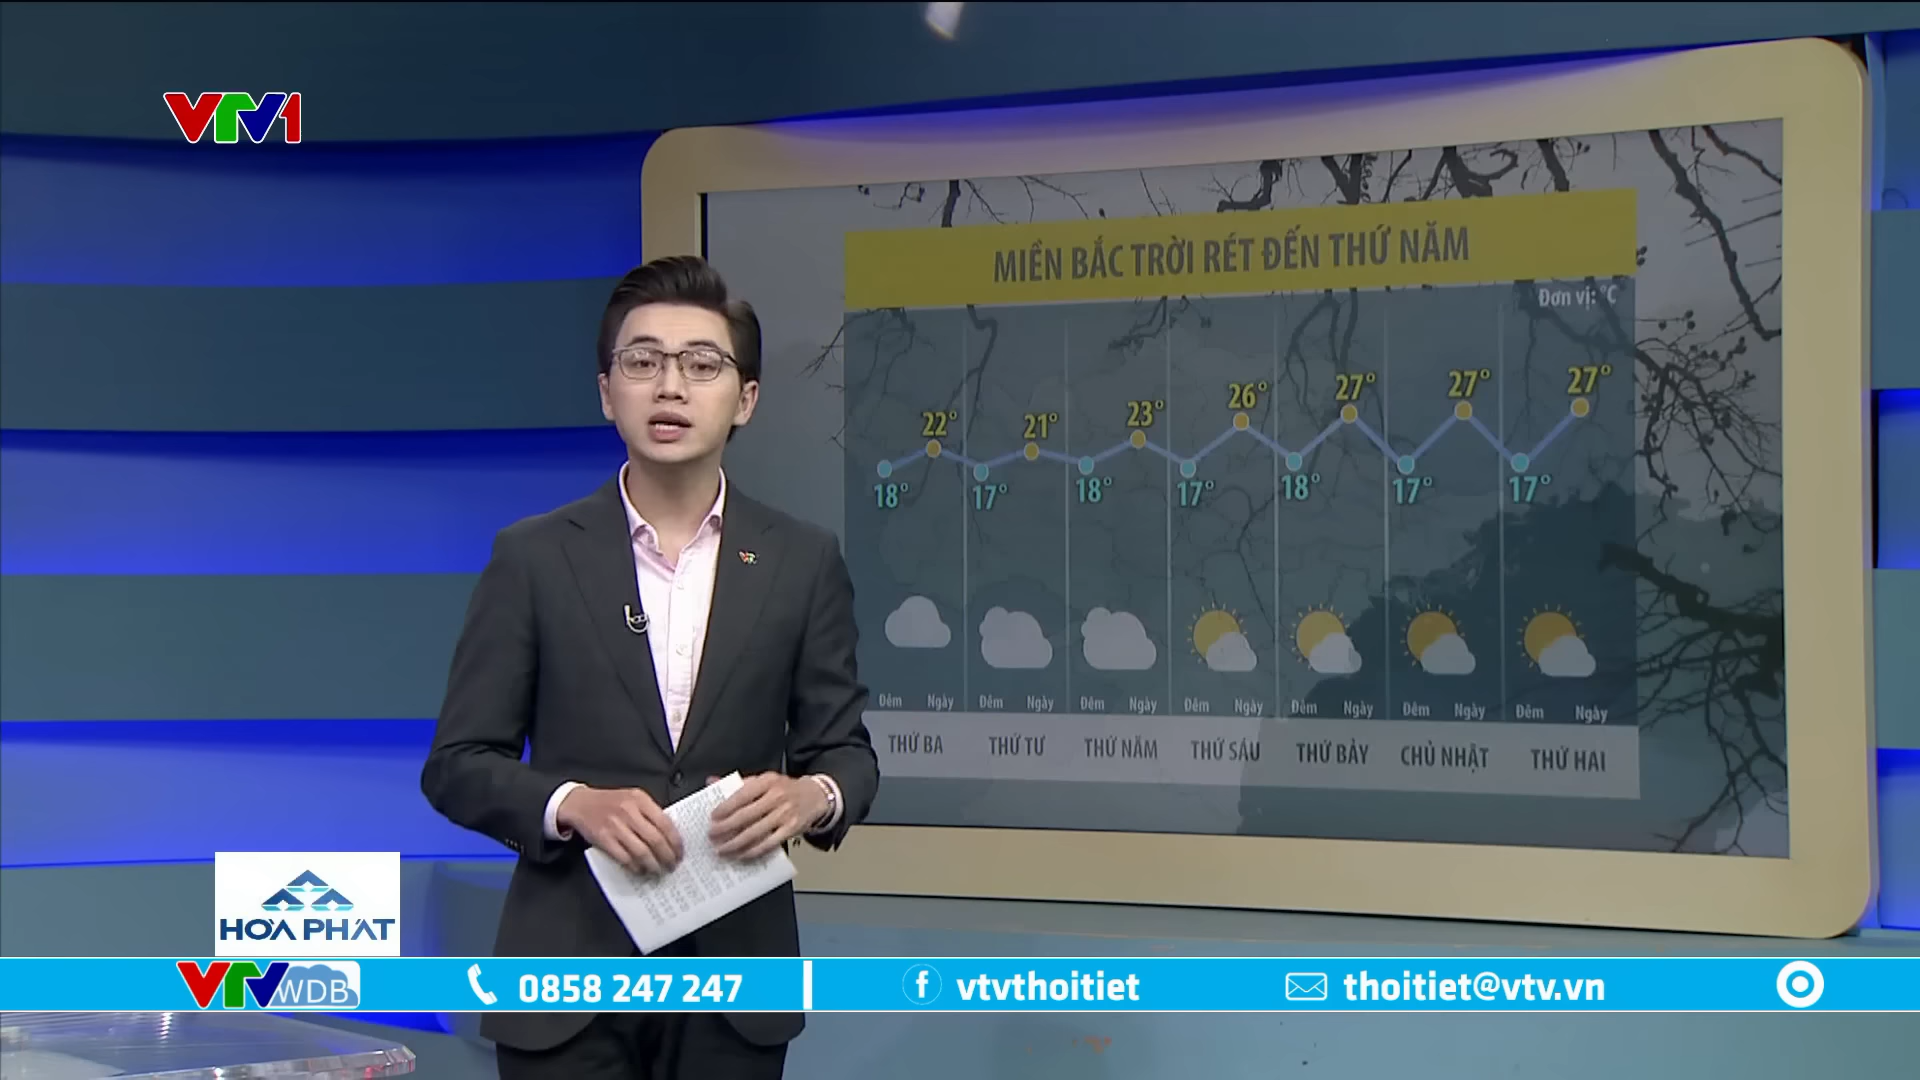 VTV1
MIỀN BẮC TRỜI RÉT ĐẾN THỨ NĂM
Đơn vị: °C
22° 21° 23° 26° 27° 27° 27°
18° 17° 18° 17° 18° 17° 17°
Đêm Ngày Đêm Ngày Đêm Ngày Đêm Ngày Đêm Ngày Đêm Ngày Đêm Ngày
THỨ BA THỨ TƯ THỨ NĂM THỨ SÁU THỨ BẢY CHỦ NHẬT THỨ HAI
HÒA PHÁT
VTV WDB 0858 247 247 vtvthoitiet thoitiet@vtv.vn